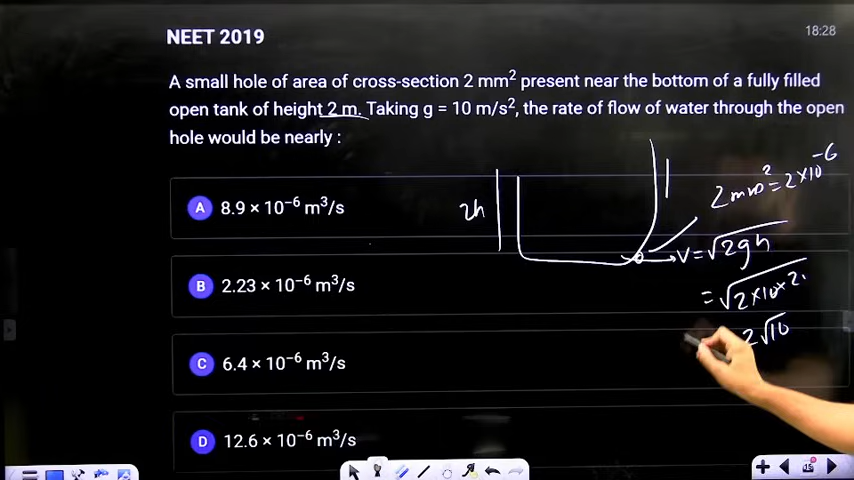 NEET 2019
18:28
A small hole of area of cross-section 2 mm² present near the bottom of a fully filled
open tank of height 2 m. Taking g = 10 m/s², the rate of flow of water through the open
hole would be nearly :
2mm² = 2×10⁻⁶
A 8.9 × 10⁻⁶ m³/s
2h
V = √2gh
B 2.23 × 10⁻⁶ m³/s
= √2×10×2
2√10
C 6.4 × 10⁻⁶ m³/s
D 12.6 × 10⁻⁶ m³/s
15